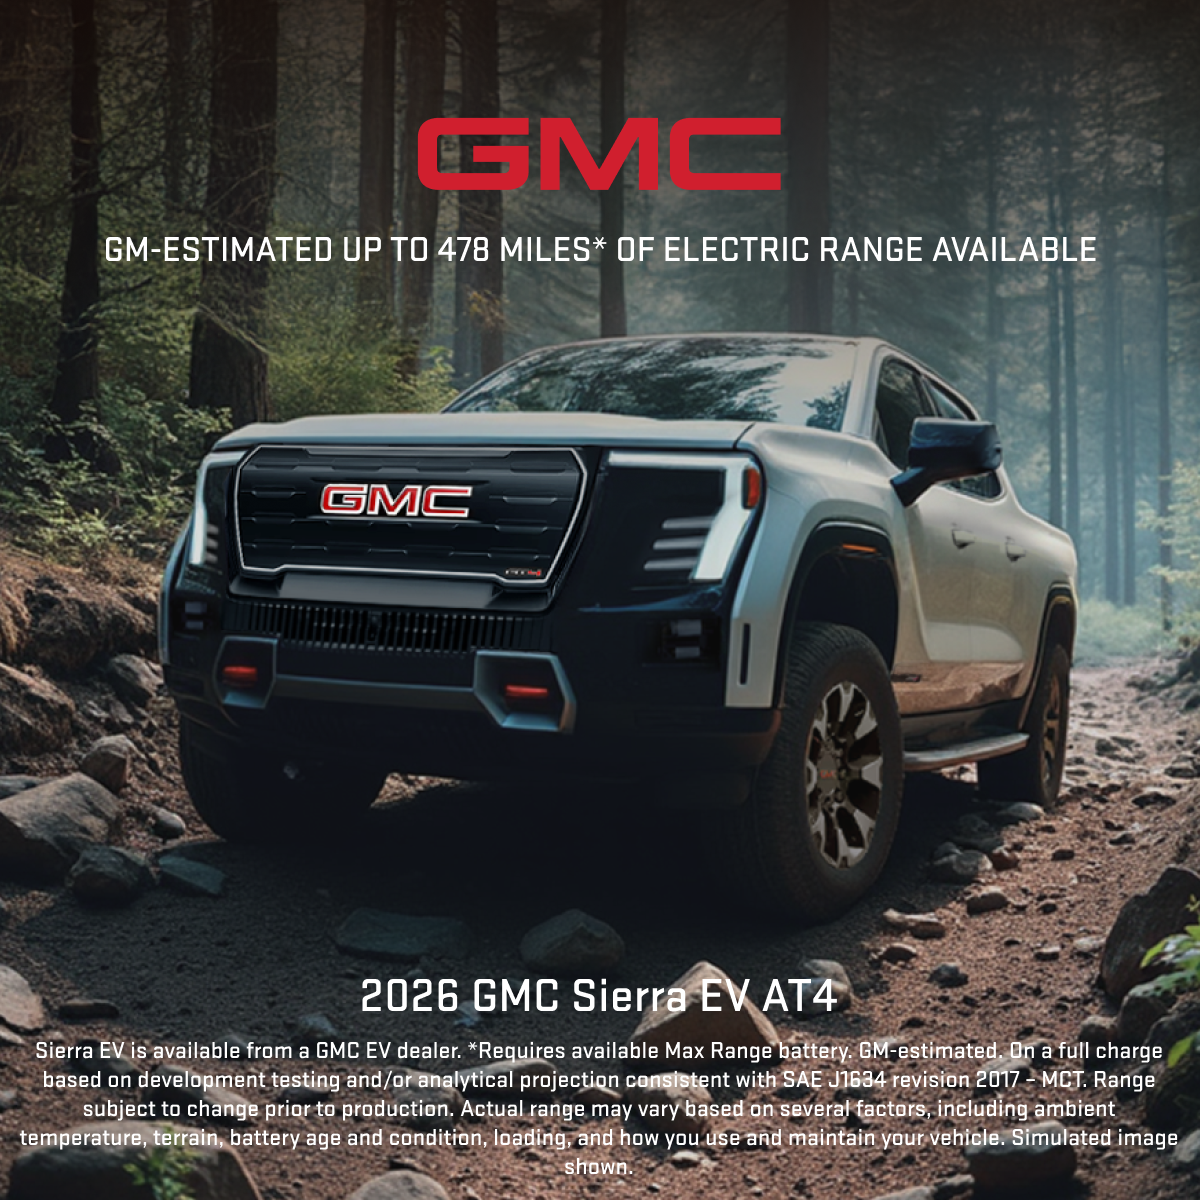 GMC
GM-ESTIMATED UP TO 478 MILES* OF ELECTRIC RANGE AVAILABLE
GMC
AT4
2026 GMC Sierra EV AT4
Sierra EV is available from a GMC EV dealer. *Requires available Max Range battery. GM-estimated. On a full charge
based on development testing and/or analytical projection consistent with SAE J1634 revision 2017 – MCT. Range
subject to change prior to production. Actual range may vary based on several factors, including ambient
temperature, terrain, battery age and condition, loading, and how you use and maintain your vehicle. Simulated image
shown.